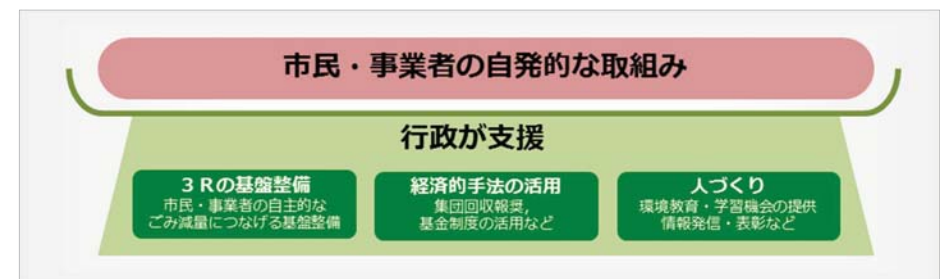 市民・事業者の自発的な取組み
行政が支援
３Ｒの基盤整備
市民・事業者の自主的な
ごみ減量につなげる基盤整備
経済的手法の活用
集団回収報奨，
基金制度の活用など
人づくり
環境教育・学習機会の提供
情報発信・表彰など